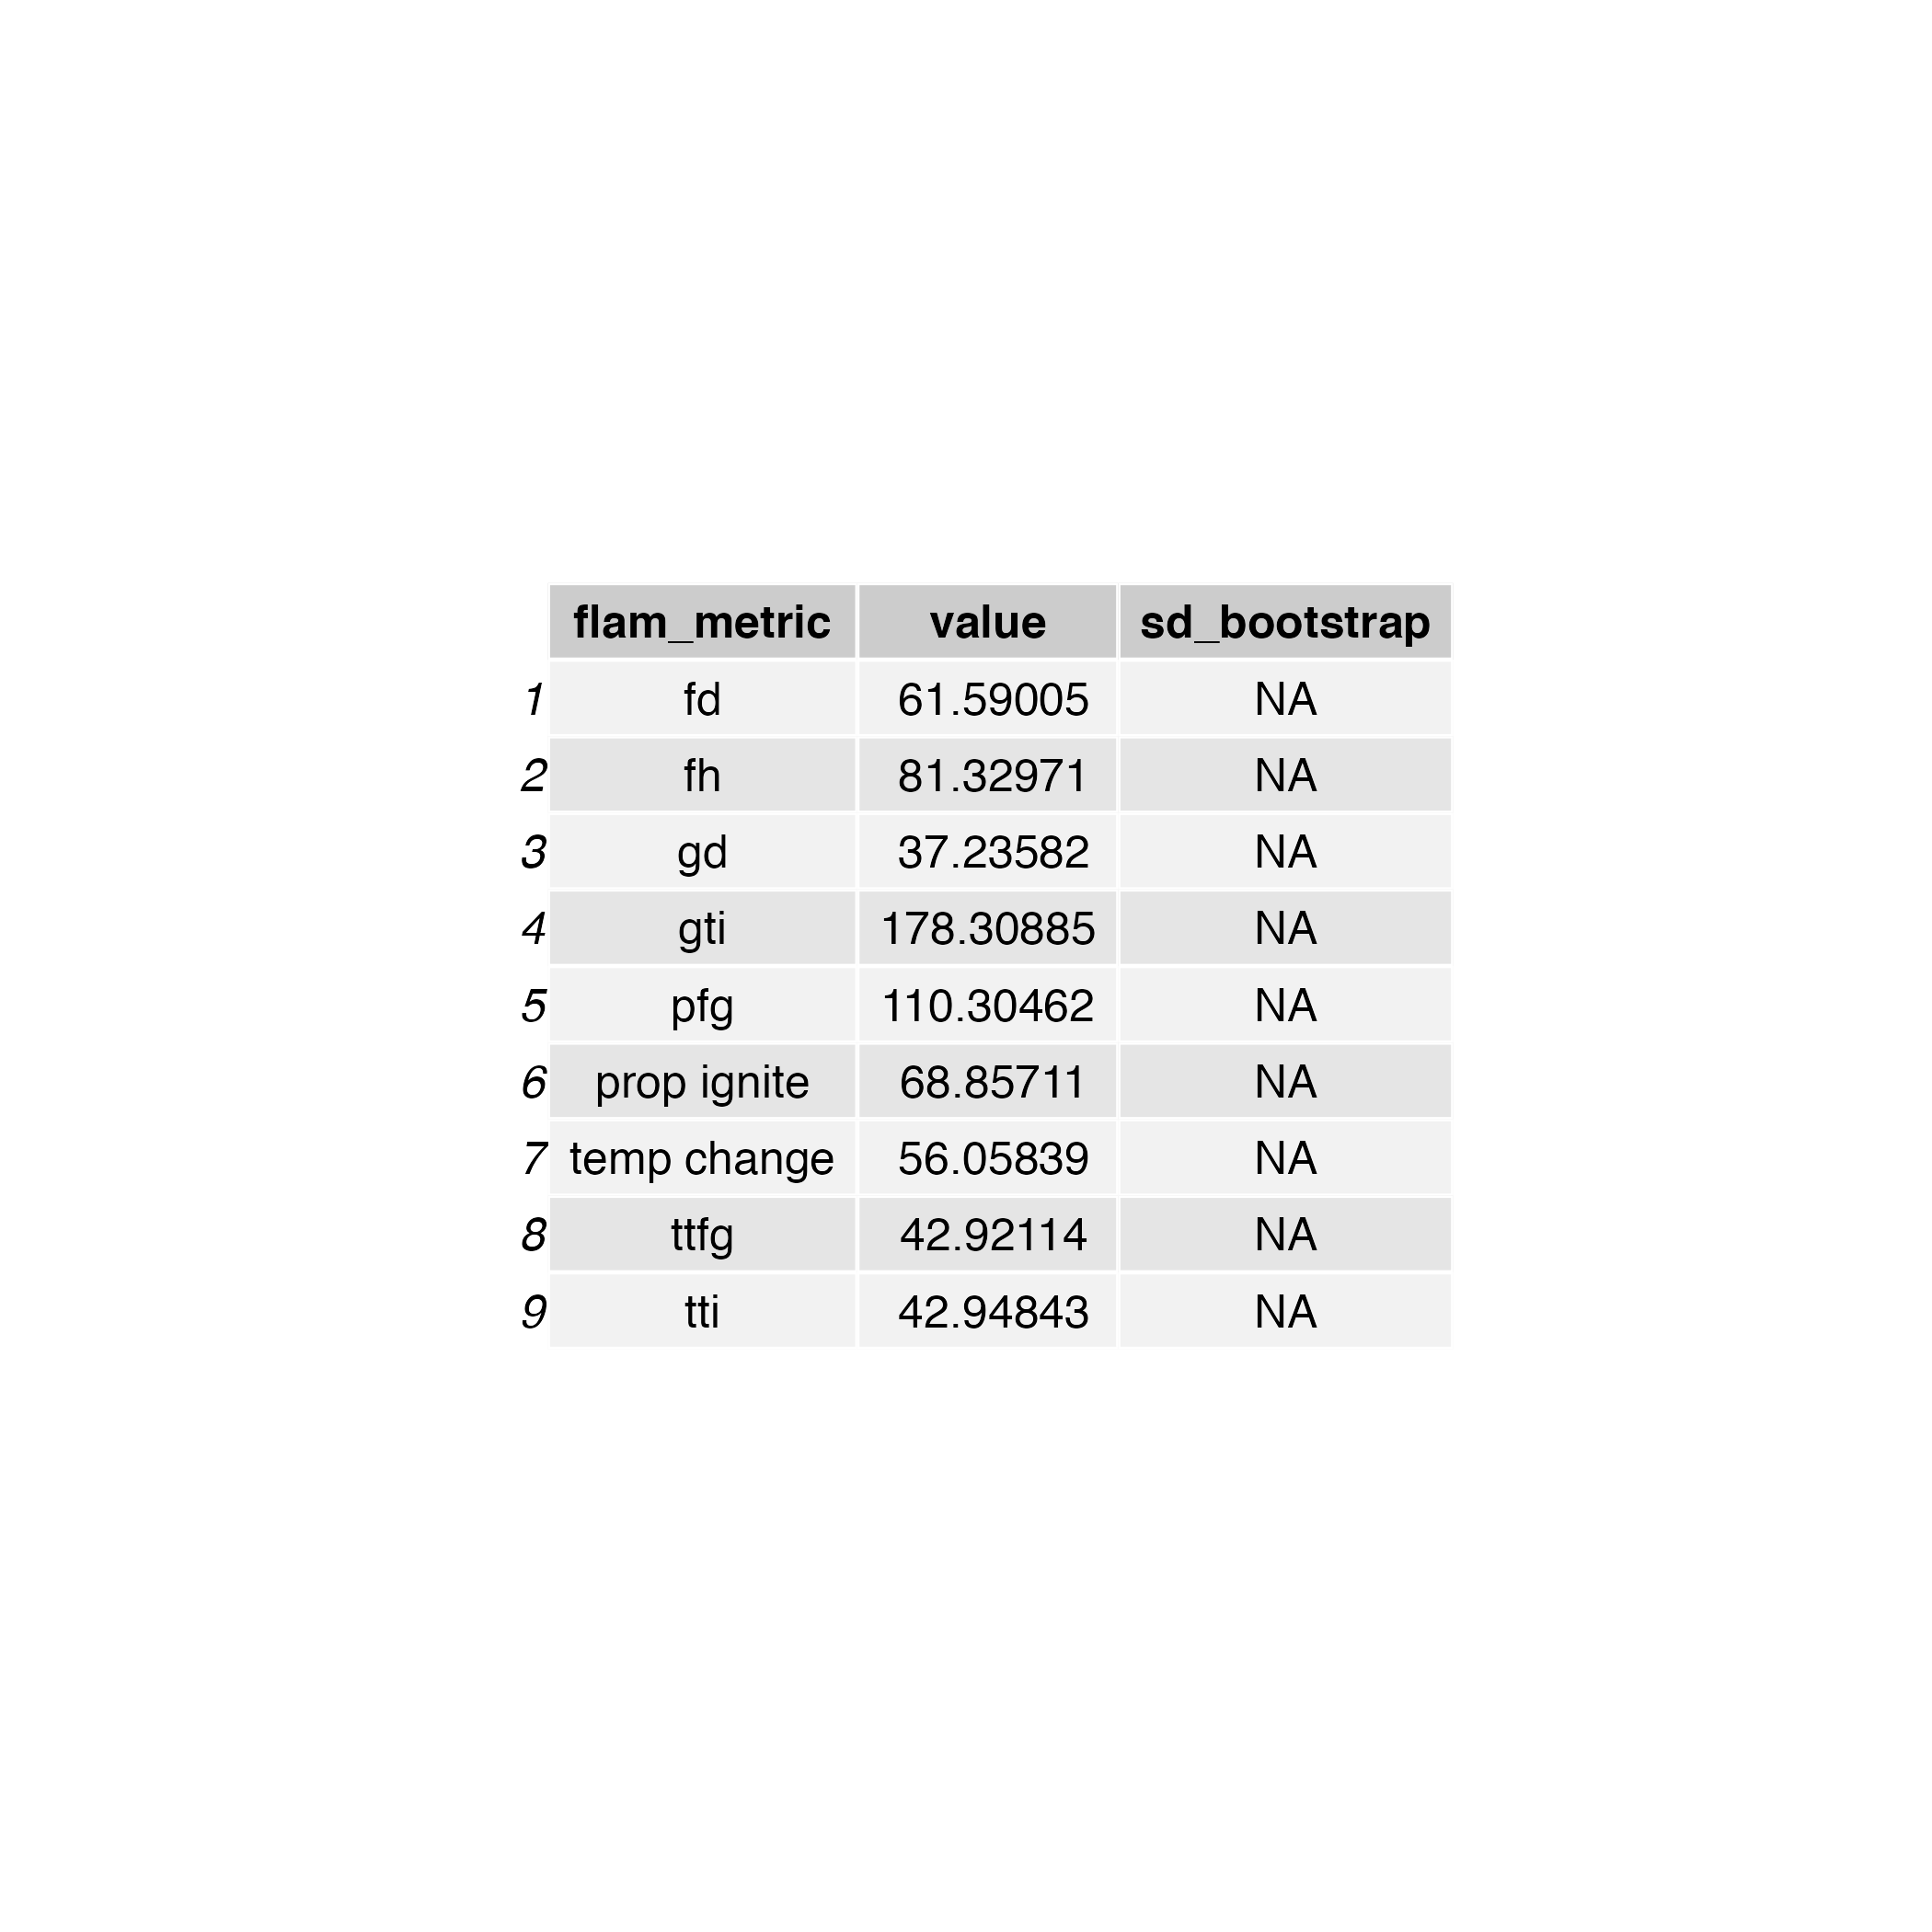 flam_metric value sd_bootstrap
1 fd 61.59005 NA
2 fh 81.32971 NA
3 gd 37.23582 NA
4 gti 178.30885 NA
5 pfg 110.30462 NA
6 prop ignite 68.85711 NA
7 temp change 56.05839 NA
8 ttfg 42.92114 NA
9 tti 42.94843 NA